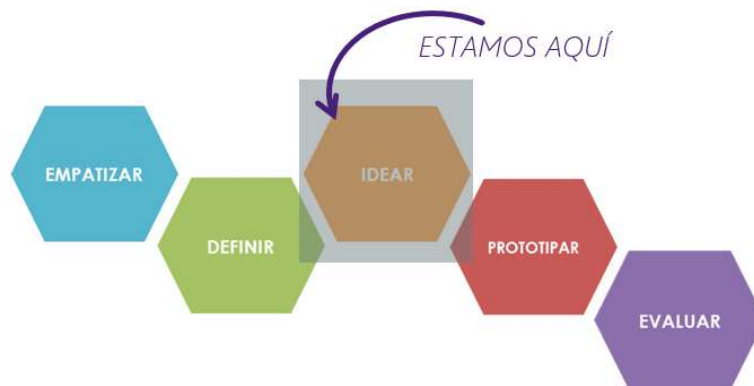 ESTAMOS AQUÍ
EMPATIZAR
IDEAR
DEFINIR
PROTOTIPAR
EVALUAR